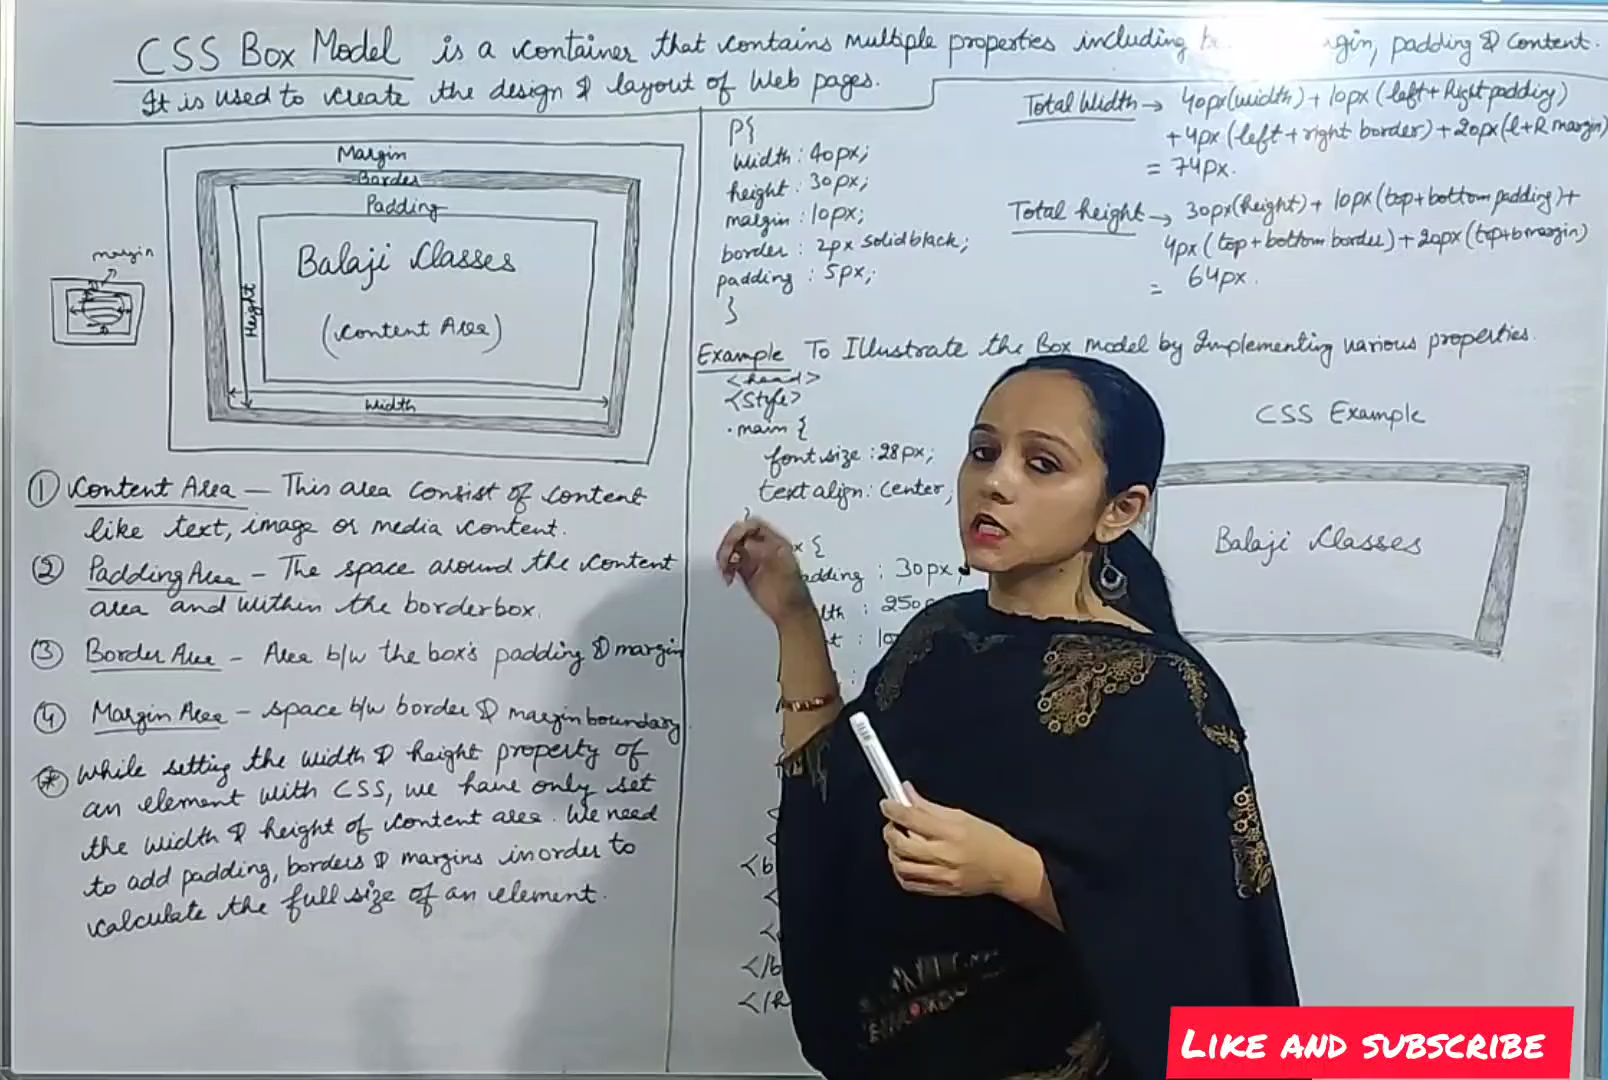 CSS Box Model is a container that contains multiple properties including padding & content.
It is used to create the design & layout of Web pages.
Margin
Border
Padding
Balaji Classes
(Content Area)
Height
Width
margin
① Content Area – This area consist of content
like text, image or media content.
② Padding Area – The space around the content
area and within the borderbox.
③ Border Area – Area b/w the box's padding & margin
④ Margin Area – space b/w border & margin boundary.
* While setting the width & height property of
an element with CSS, we have only set
the width & height of content area. We need
to add padding, borders & margins inorder to
calculate the full size of an element.
P{
width : 40px;
height : 30px;
margin : 10px;
border : 2px solid black;
padding : 5px;
}
Total Width → 40px(width) + 10px (left + Right padding)
+ 4px (left + right border) + 20px (l + R margin)
= 74px.
Total height → 30px(height) + 10px (top + bottom padding) +
4px (top + bottom border) + 20px (top + b margin)
= 64px.
Example To Illustrate the Box Model by Implementing various properties.
<head>
<Style>
.main {
font size : 28px;
text align : Center;
{
: 30px;
:
:
</b
CSS Example
Balaji Classes
LIKE AND SUBSCRIBE